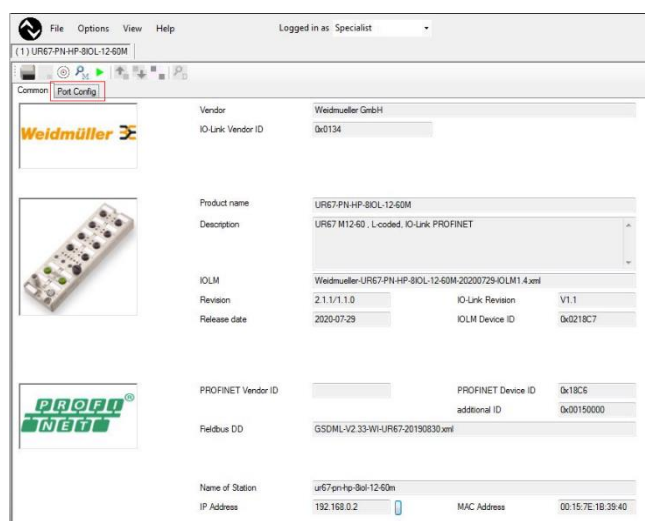 File Options View Help Logged in as Specialist
(1) UR67-PN-HP-8IOL-12-60M
Common Port Config
Vendor Weidmueller GmbH
IO-Link Vendor ID 0x0134
Weidmüller
Product name UR67-PN-HP-8IOL-12-60M
Description UR67 M12-60 , L-coded, IO-Link PROFINET
IOLM Weidmueller-UR67-PN-HP-8IOL-12-60M-20200729-IOLM1.4.xml
Revision 2.1.1/1.1.0 IO-Link Revision V1.1
Release date 2020-07-29 IOLM Device ID 0x0218C7
PROFINET Vendor ID PROFINET Device ID 0x18C6
additional ID 0x00150000
PROFI®
NET
Fieldbus DD GSDML-V2.33-WI-UR67-20190830.xml
Name of Station ur67-pn-hp-8iol-12-60m
IP Address 192.168.0.2 MAC Address 00:15:7E:1B:39:40